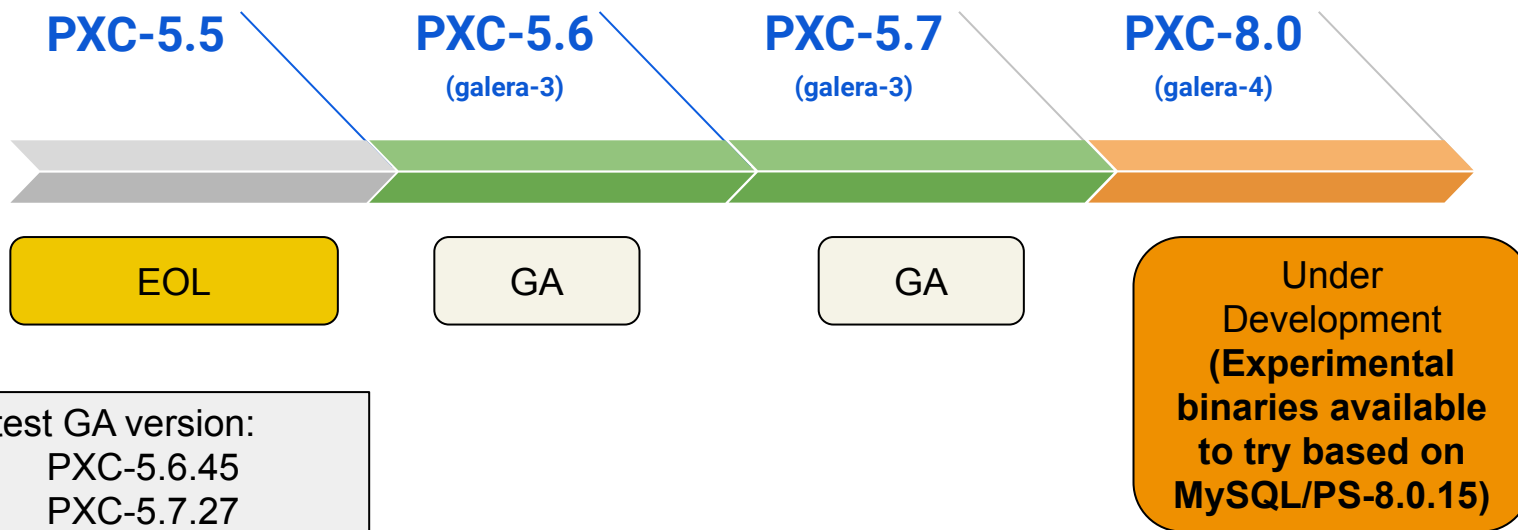 PXC-5.5
PXC-5.6
(galera-3)
PXC-5.7
(galera-3)
PXC-8.0
(galera-4)
EOL
GA
GA
Under
Development
(Experimental
binaries available
to try based on
MySQL/PS-8.0.15)
test GA version:
PXC-5.6.45
PXC-5.7.27